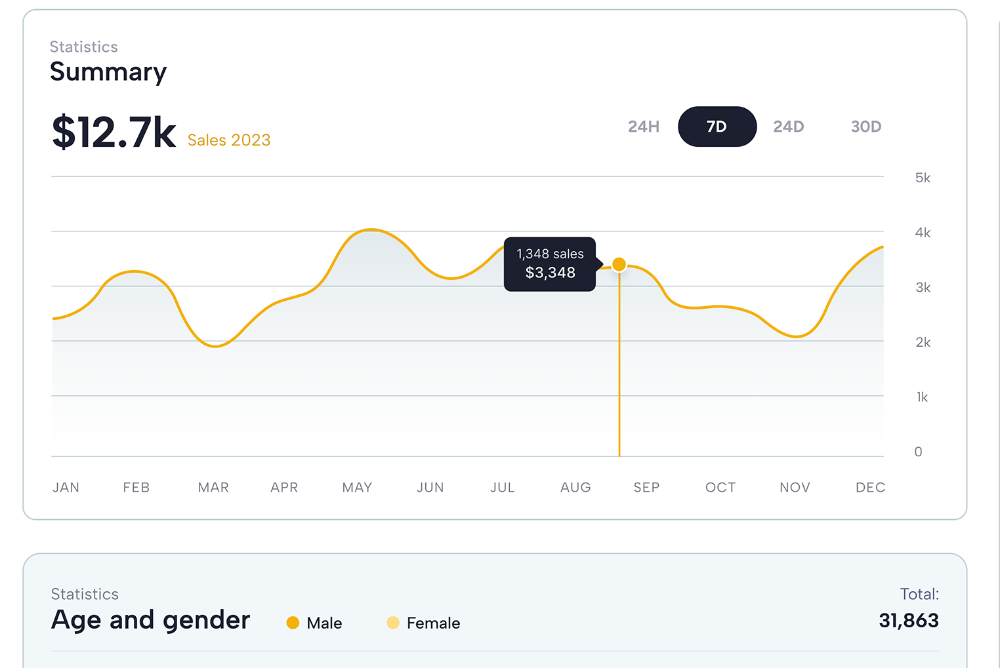 Statistics
Summary
$12.7k Sales 2023
24H 7D 24D 30D
5k
4k
1,348 sales
$3,348
3k
2k
1k
0
JAN FEB MAR APR MAY JUN JUL AUG SEP OCT NOV DEC
Statistics
Age and gender
Male
Female
Total:
31,863